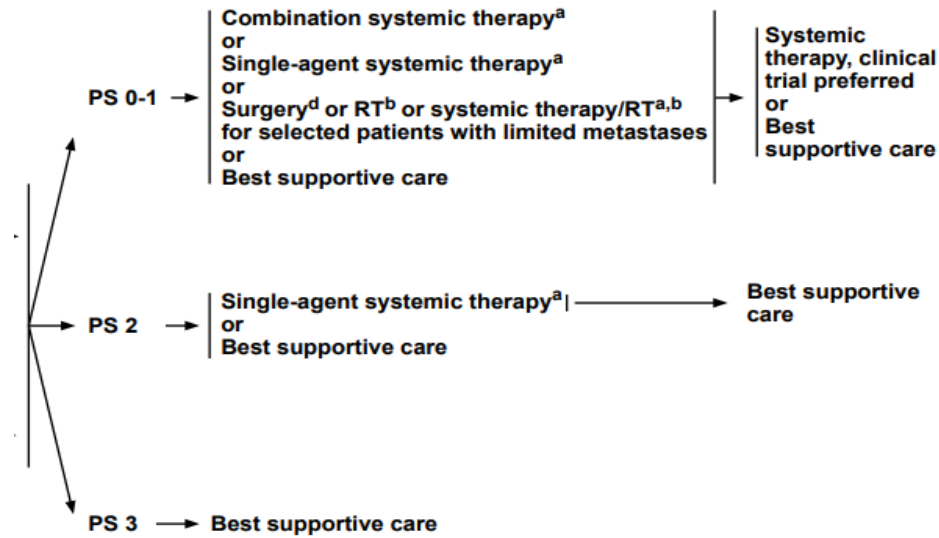 Combination systemic therapyᵃ
or
Single-agent systemic therapyᵃ
or
Surgeryᵈ or RTᵇ or systemic therapy/RTᵃ,ᵇ
for selected patients with limited metastases
or
Best supportive care
PS 0-1
Systemic
therapy, clinical
trial preferred
or
Best
supportive care
PS 2
Single-agent systemic therapyᵃ
or
Best supportive care
Best supportive
care
PS 3
Best supportive care